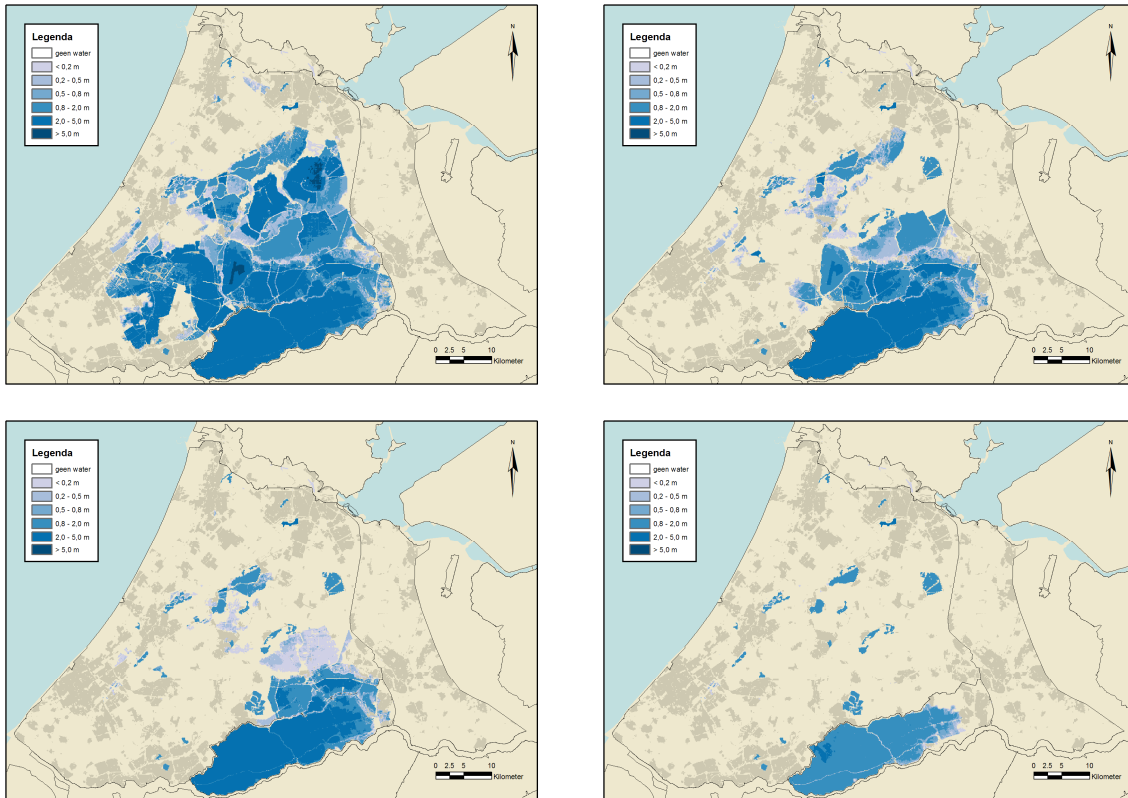 Legenda
geen water
< 0,2 m
0,2 - 0,5 m
0,5 - 0,8 m
0,8 - 2,0 m
2,0 - 5,0 m
> 5,0 m
N
0 2.5 5 10
Kilometer
Legenda
geen water
< 0,2 m
0,2 - 0,5 m
0,5 - 0,8 m
0,8 - 2,0 m
2,0 - 5,0 m
> 5,0 m
N
0 2.5 5 10
Kilometer
Legenda
geen water
< 0,2 m
0,2 - 0,5 m
0,5 - 0,8 m
0,8 - 2,0 m
2,0 - 5,0 m
> 5,0 m
N
0 2.5 5 10
Kilometer
Legenda
geen water
< 0,2 m
0,2 - 0,5 m
0,5 - 0,8 m
0,8 - 2,0 m
2,0 - 5,0 m
> 5,0 m
N
0 2.5 5 10
Kilometer